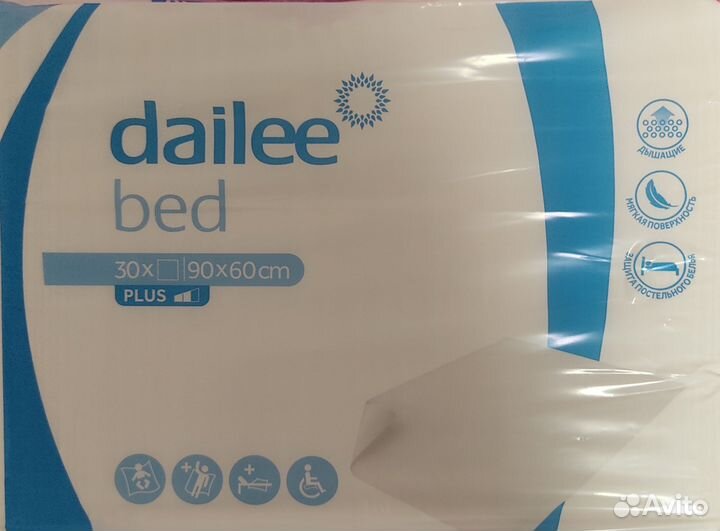 dailee
bed
30x 90x60cm
PLUS
ДЫШАЩИЕ
МЯГКАЯ ПОВЕРХНОСТЬ
ЗАЩИТА ПОСТЕЛЬНОГО БЕЛЬЯ
Avito